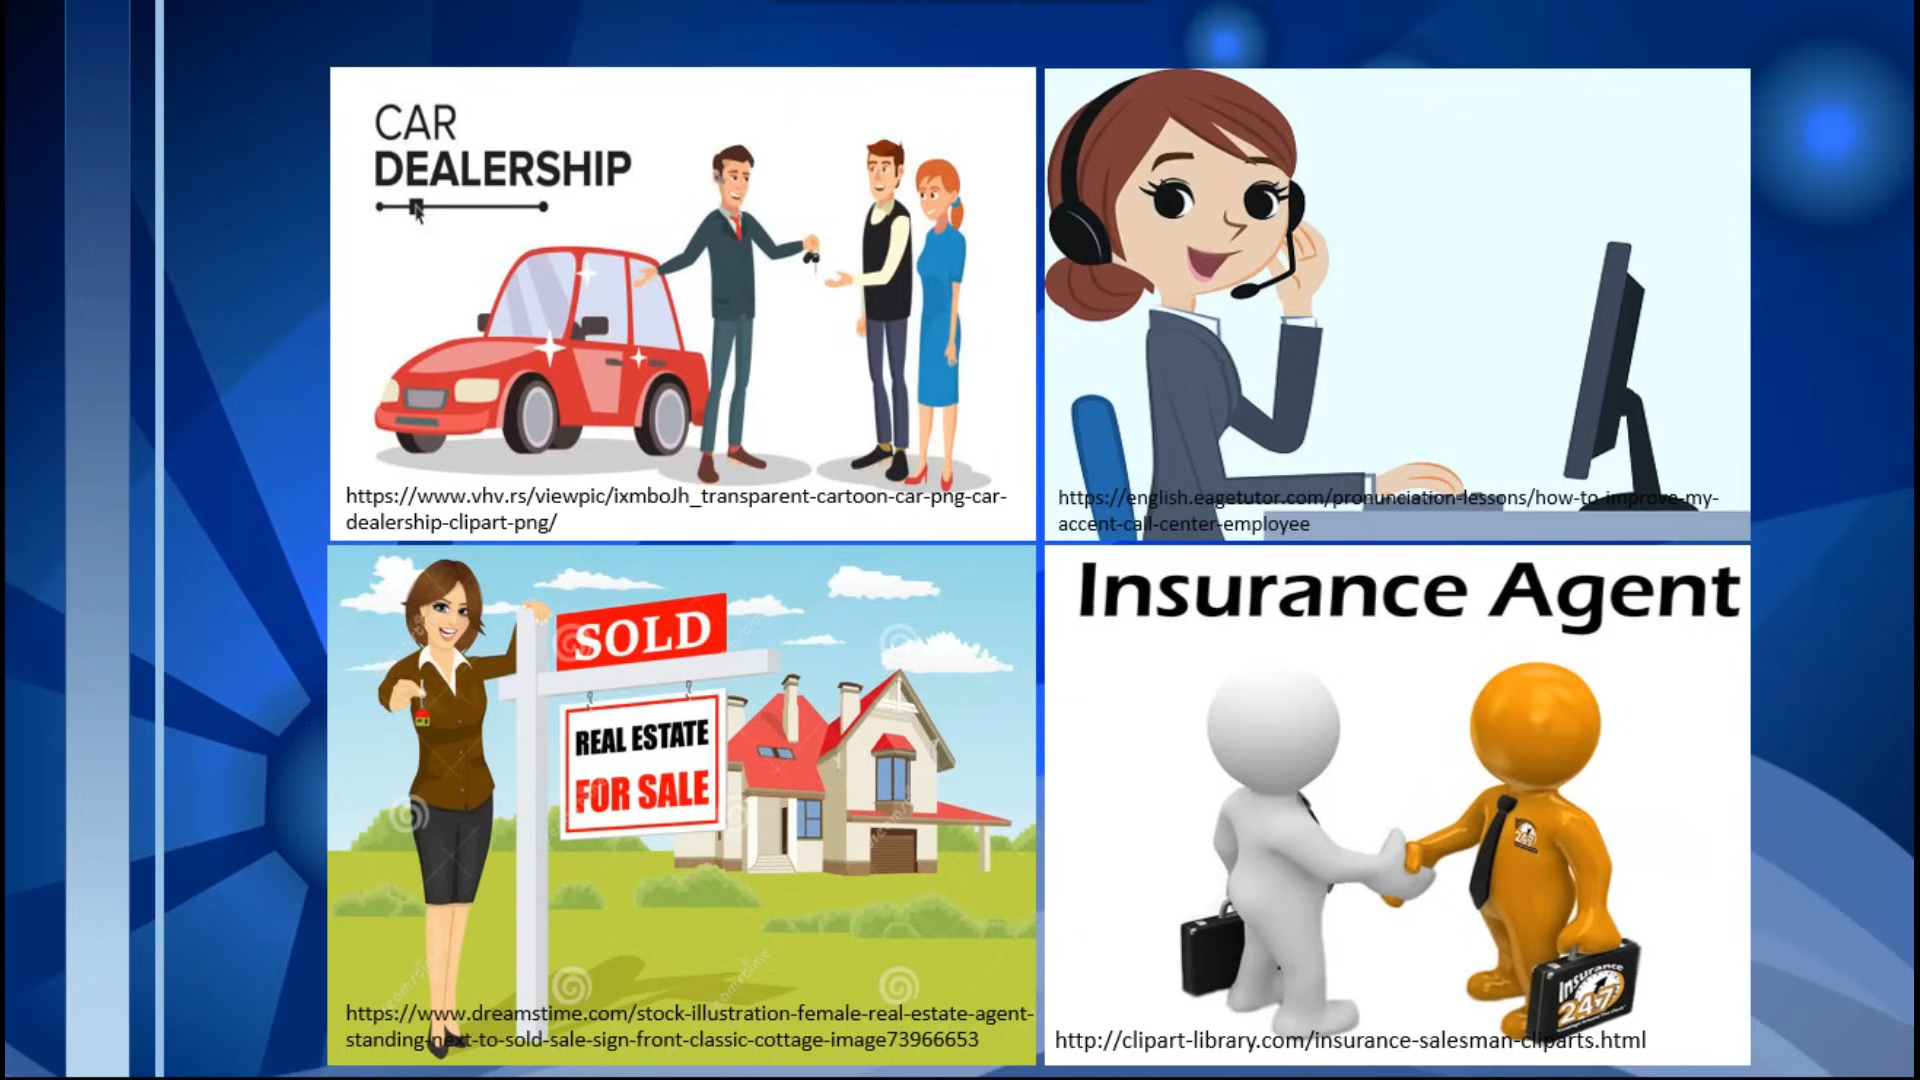 CAR
DEALERSHIP
https://www.vhv.rs/viewpic/ixmboJh_transparent-cartoon-car-png-car-
dealership-clipart-png/
https://english.eagetutor.com/pronunciation-lessons/how-to-improve-my-
accent-call-center-employee
SOLD
REAL ESTATE
FOR SALE
https://www.dreamstime.com/stock-illustration-female-real-estate-agent-
standing-next-to-sold-sale-sign-front-classic-cottage-image73966653
Insurance Agent
24/7
Insurance
24/7
http://clipart-library.com/insurance-salesman-cliparts.html